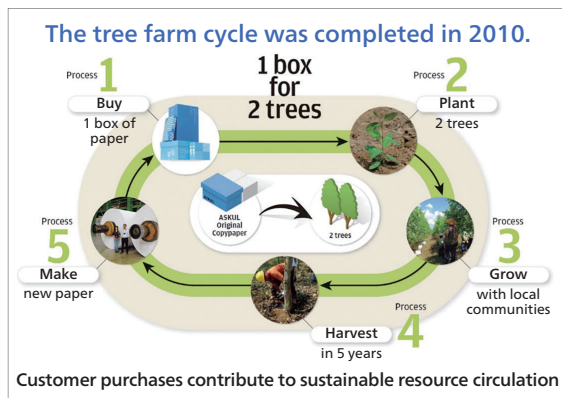 The tree farm cycle was completed in 2010.
1 box
for
2 trees
Process 1
Buy
1 box of
paper
Process 2
Plant
2 trees
Process 3
Grow
with local
communities
Process 4
Harvest
in 5 years
Process 5
Make
new paper
ASKUL
Original
Copypaper
2 trees
Customer purchases contribute to sustainable resource circulation